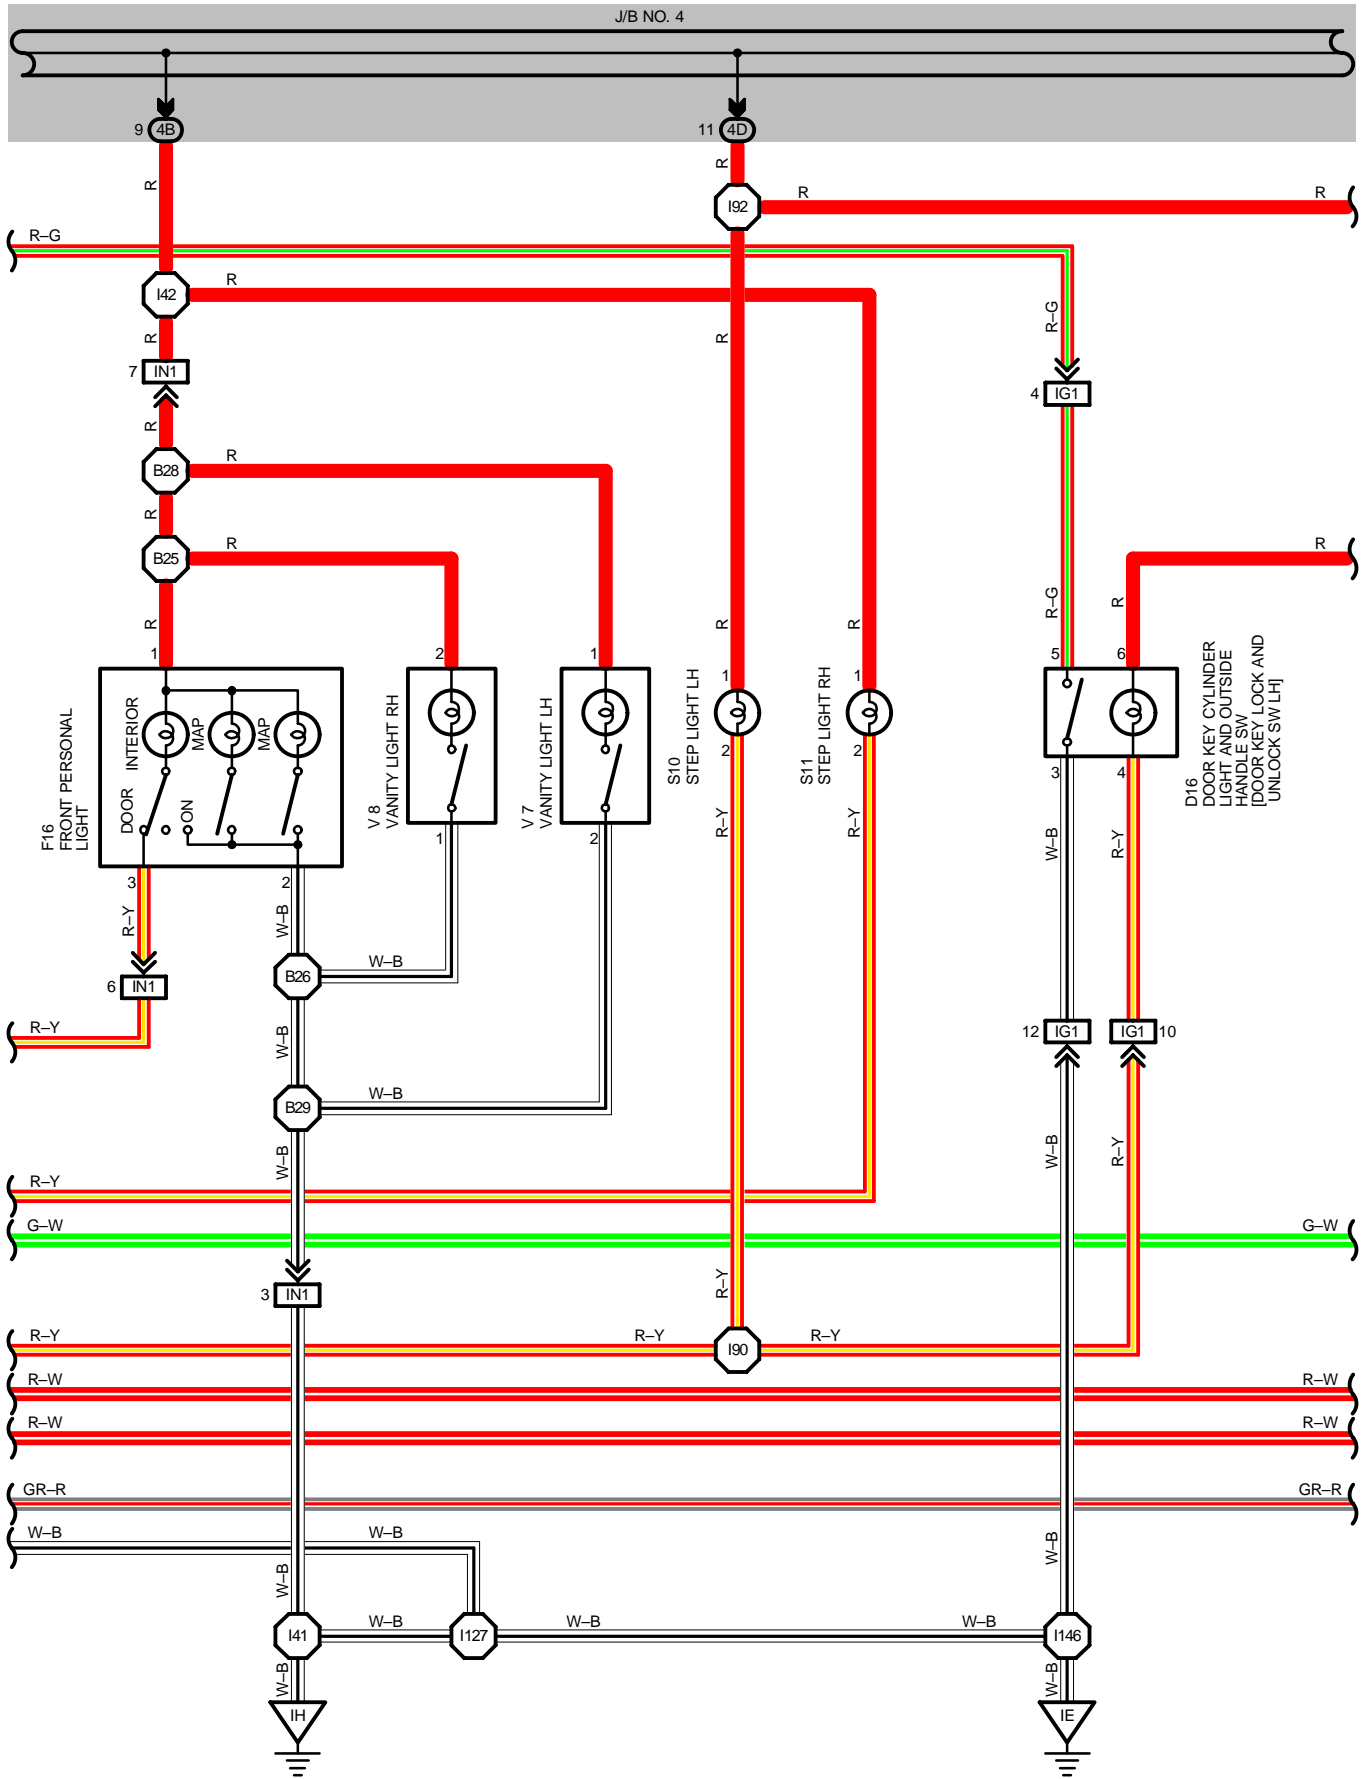 J/B NO. 4
9 4B
11 4D
R
R
I92
R
R
R–G
I42
R
R–G
R
R
7 IN1
4 IG1
R
B28
R
R
B25
R
R
R
R–G
R
R
R
1
2
1
5
6
F16
FRONT PERSONAL
LIGHT
INTERIOR
MAP
MAP
DOOR
ON
V 8
VANITY LIGHT RH
V 7
VANITY LIGHT LH
S10
STEP LIGHT LH
1
2
S11
STEP LIGHT RH
1
2
D16
DOOR KEY CYLINDER
LIGHT AND OUTSIDE
HANDLE SW
[DOOR KEY LOCK AND
UNLOCK SW LH]
3
4
1
2
R–Y
R–Y
W–B
R–Y
3
2
R–Y
W–B
B26
W–B
6 IN1
R–Y
W–B
12 IG1
IG1 10
B29
W–B
W–B
W–B
R–Y
R–Y
G–W
G–W
3 IN1
R–Y
R–Y
R–Y
I90
R–Y
R–W
R–W
R–W
R–W
GR–R
GR–R
W–B
W–B
W–B
W–B
I41
W–B
I127
W–B
W–B
I146
W–B
W–B
IH
IE